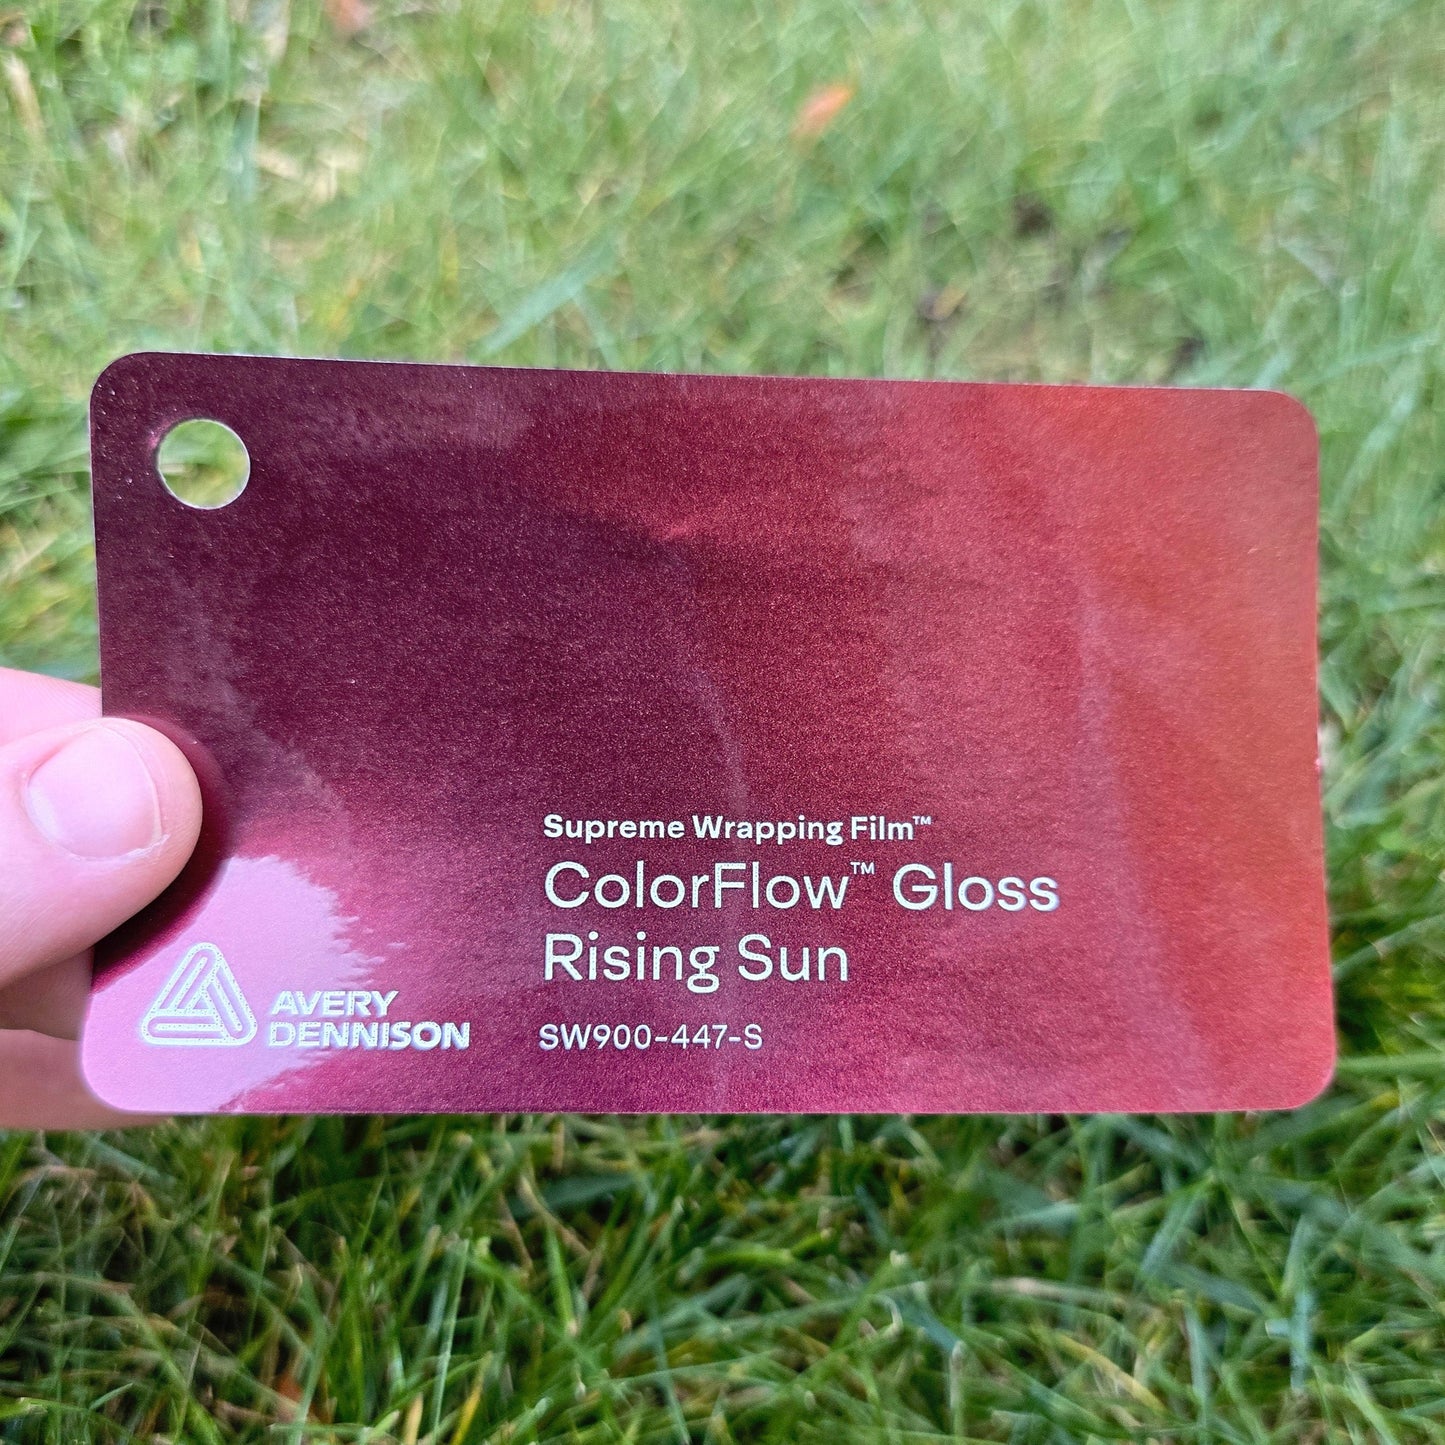 Supreme Wrapping Film™
ColorFlow™ Gloss
Rising Sun
AVERY
DENNISON
SW900-447-S